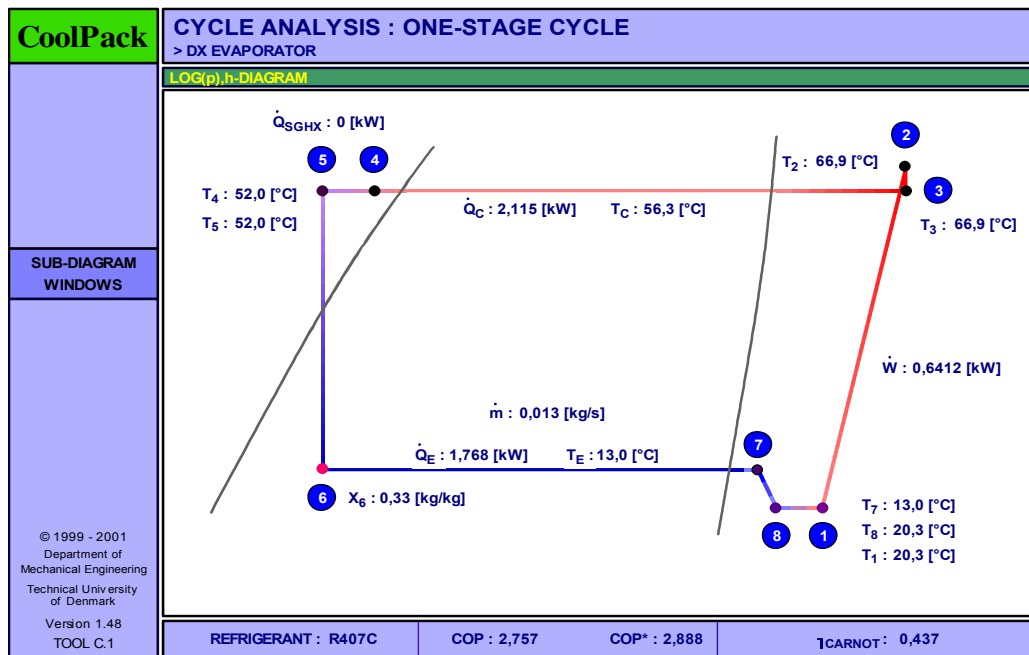 CoolPack
CYCLE ANALYSIS : ONE-STAGE CYCLE
> DX EVAPORATOR
LOG(p),h-DIAGRAM
SUB-DIAGRAM
WINDOWS
© 1999 - 2001
Department of
Mechanical Engineering
Technical University
of Denmark
Version 1.48
TOOL C.1
Q̇SGHX : 0 [kW]
5
4
2
T2 : 66,9 [°C]
3
T4 : 52,0 [°C]
T5 : 52,0 [°C]
Q̇C : 2,115 [kW]
TC : 56,3 [°C]
T3 : 66,9 [°C]
Ẇ : 0,6412 [kW]
ṁ : 0,013 [kg/s]
Q̇E : 1,768 [kW]
TE : 13,0 [°C]
7
6
X6 : 0,33 [kg/kg]
8
1
T7 : 13,0 [°C]
T8 : 20,3 [°C]
T1 : 20,3 [°C]
REFRIGERANT : R407C
COP : 2,757
COP* : 2,888
ηCARNOT : 0,437